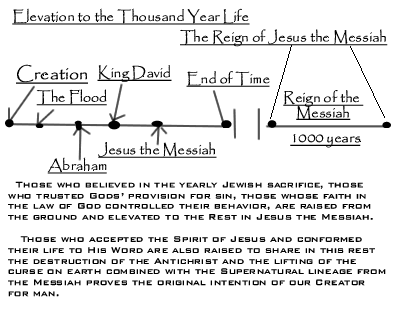 Elevation to the Thousand Year Life
The Reign of Jesus the Messiah
Creation
King David
End of Time
The Flood
Reign of the
Messiah
Jesus the Messiah
1000 years
Abraham
Those who believed in the yearly Jewish sacrifice, those
who trusted Gods' provision for sin, those whose faith in
the law of God controlled their behavior, are raised from
the ground and elevated to the Rest in Jesus the Messiah.
Those who accepted the Spirit of Jesus and conformed
their life to His Word are also raised to share in this rest
the destruction of the Antichrist and the lifting of the
curse on earth combined with the Supernatural lineage from
the Messiah proves the original intention of our Creator
for man.